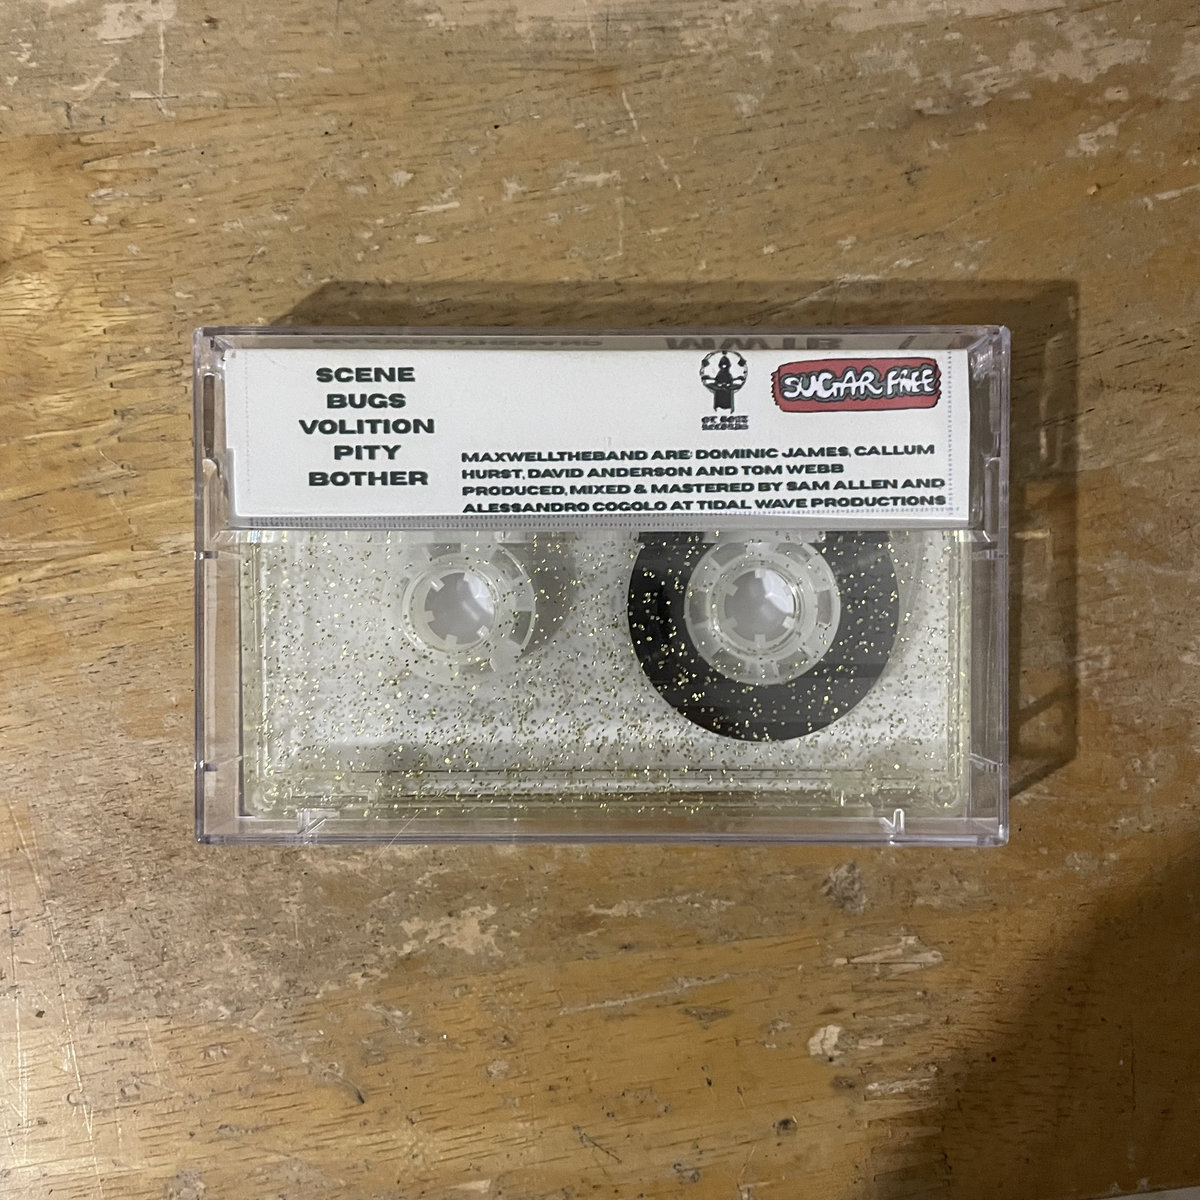 SCENE
BUGS
VOLITION
PITY
BOTHER
SUGAR FREE
MAXWELLTHEBAND ARE: DOMINIC JAMES, CALLUM
HURST, DAVID ANDERSON AND TOM WEBB
PRODUCED, MIXED & MASTERED BY SAM ALLEN AND
ALESSANDRO COGOLO AT TIDAL WAVE PRODUCTIONS